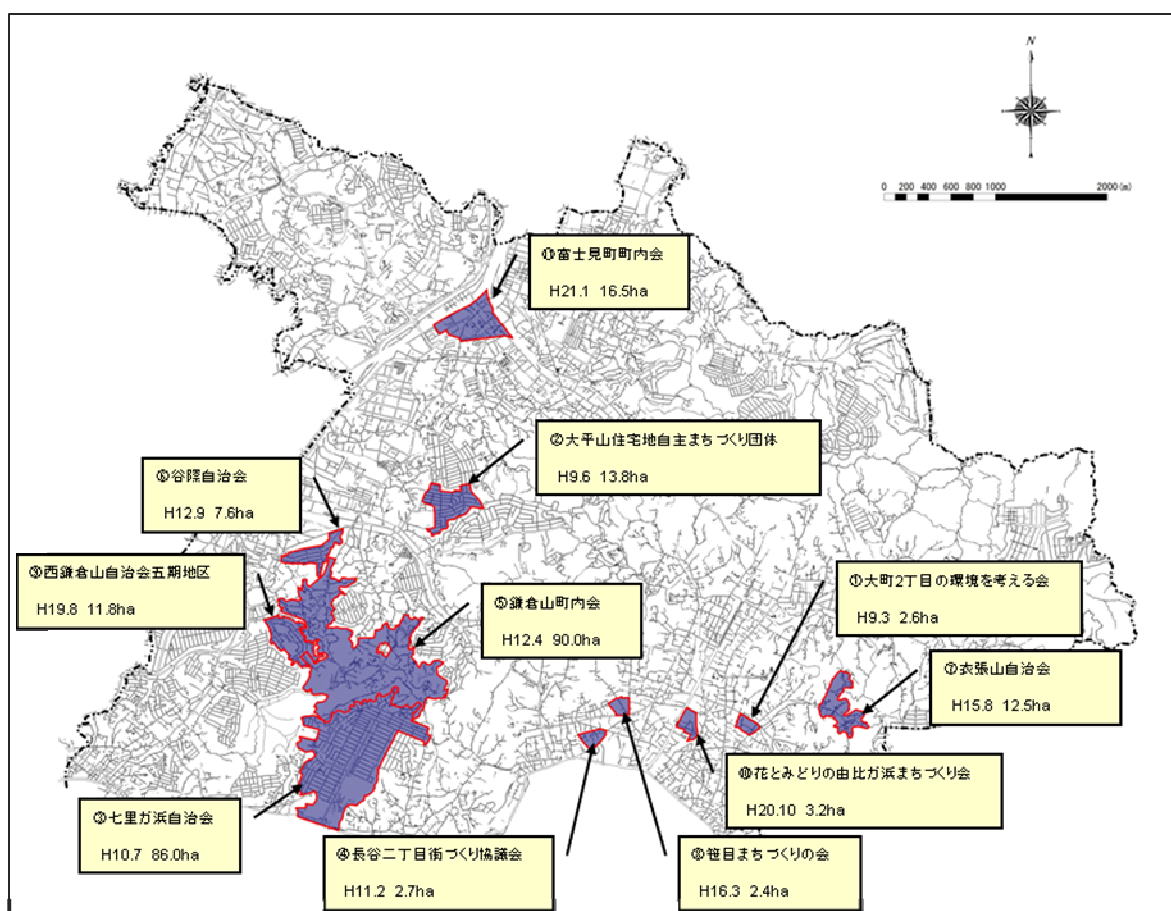 N
0 200 400 600 800 1000 2000(m)
⑪富士見町町内会
H21.1 16.5ha
②大平山住宅地自主まちづくり団体
H9.6 13.8ha
⑥谷際自治会
H12.9 7.6ha
⑨西鎌倉山自治会五期地区
H19.8 11.8ha
⑤鎌倉山町内会
H12.4 90.0ha
①大町2丁目の環境を考える会
H9.3 2.6ha
⑦衣張山自治会
H15.8 12.5ha
⑩花とみどりの由比ガ浜まちづくり会
H20.10 3.2ha
③七里ガ浜自治会
H10.7 86.0ha
④長谷二丁目街づくり協議会
H11.2 2.7ha
⑧笹目まちづくりの会
H16.3 2.4ha